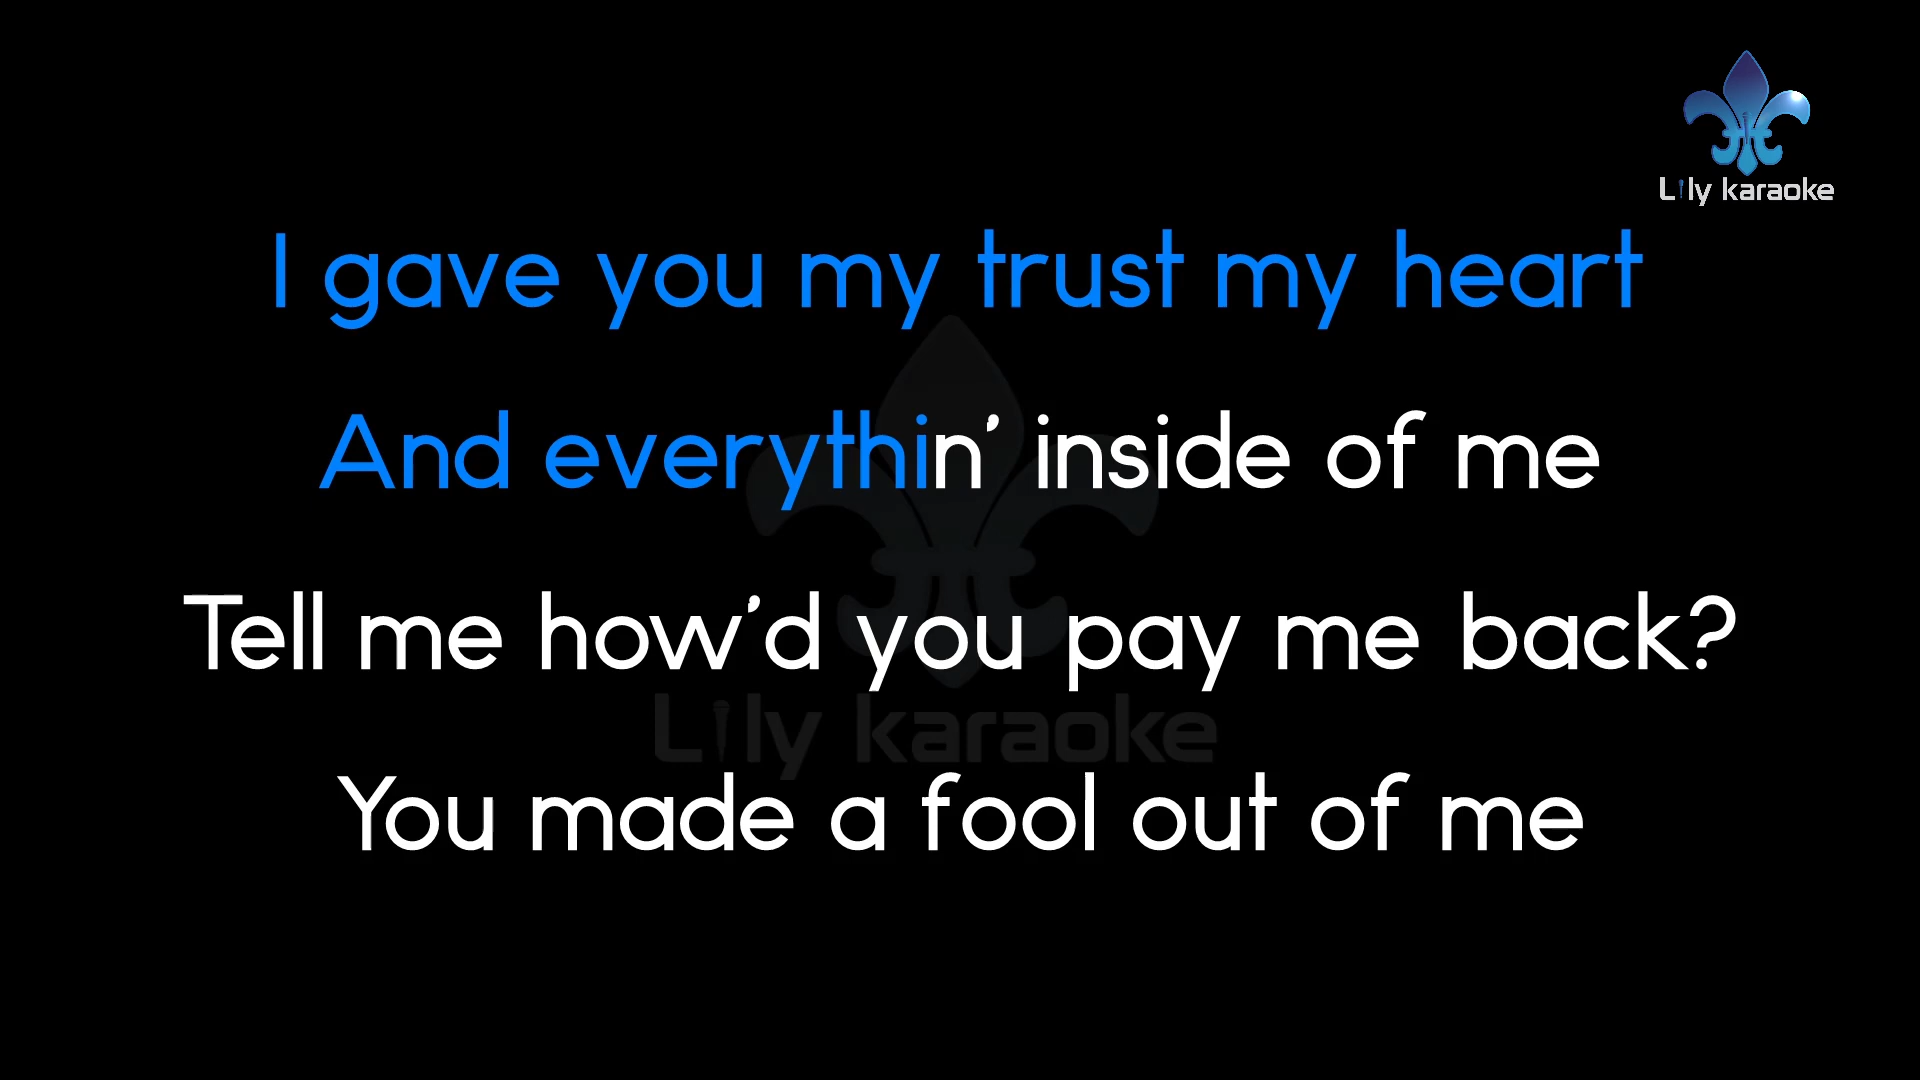 Lily karaoke
I gave you my trust my heart
And everythin’ inside of me
Tell me how’d you pay me back?
You made a fool out of me
Lily karaoke